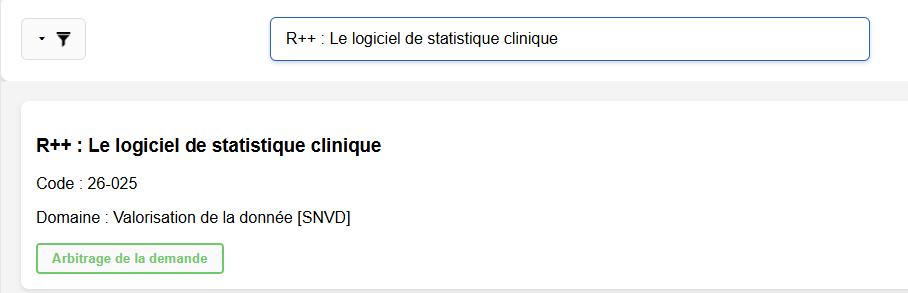 R++ : Le logiciel de statistique clinique
R++ : Le logiciel de statistique clinique
Code : 26-025
Domaine : Valorisation de la donnée [SNVD]
Arbitrage de la demande